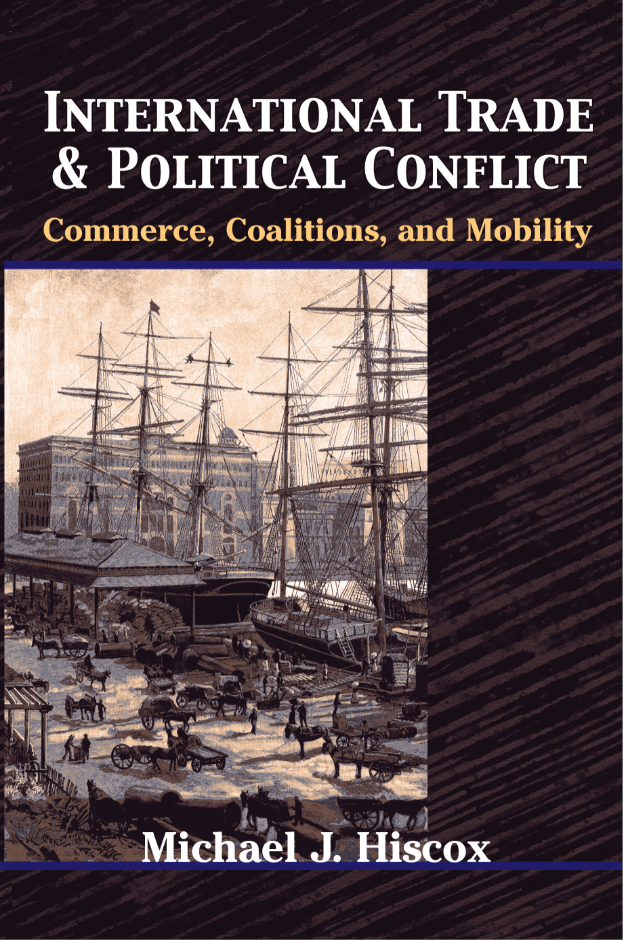 INTERNATIONAL TRADE
& POLITICAL CONFLICT
Commerce, Coalitions, and Mobility
Michael J. Hiscox